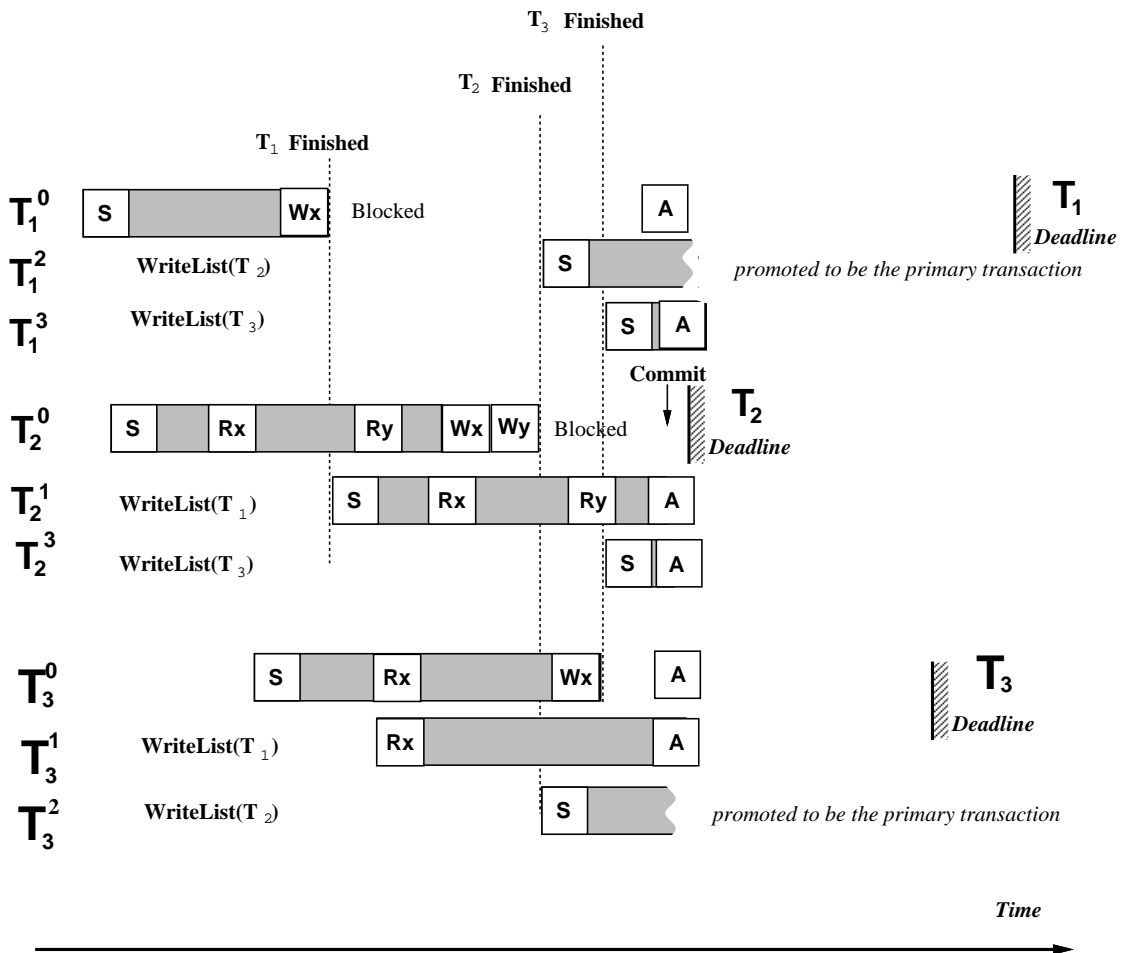 T3 Finished
T2 Finished
T1 Finished
T1^0 S Wx Blocked A T1
Deadline
T1^2 WriteList(T2) S promoted to be the primary transaction
T1^3 WriteList(T3) S A
Commit
T2^0 S Rx Ry Wx Wy Blocked T2
Deadline
T2^1 WriteList(T1) S Rx Ry A
T2^3 WriteList(T3) S A
T3^0 S Rx Wx A T3
Deadline
T3^1 WriteList(T1) Rx A
T3^2 WriteList(T2) S promoted to be the primary transaction
Time